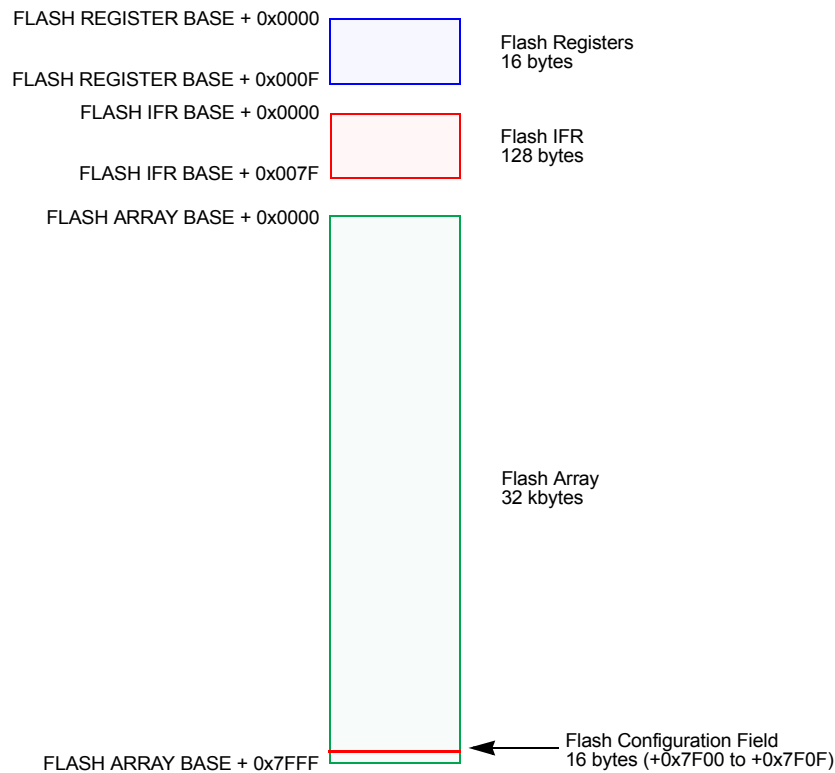 FLASH REGISTER BASE + 0x0000
Flash Registers
16 bytes
FLASH REGISTER BASE + 0x000F
FLASH IFR BASE + 0x0000
Flash IFR
128 bytes
FLASH IFR BASE + 0x007F
FLASH ARRAY BASE + 0x0000
Flash Array
32 kbytes
Flash Configuration Field
16 bytes (+0x7F00 to +0x7F0F)
FLASH ARRAY BASE + 0x7FFF